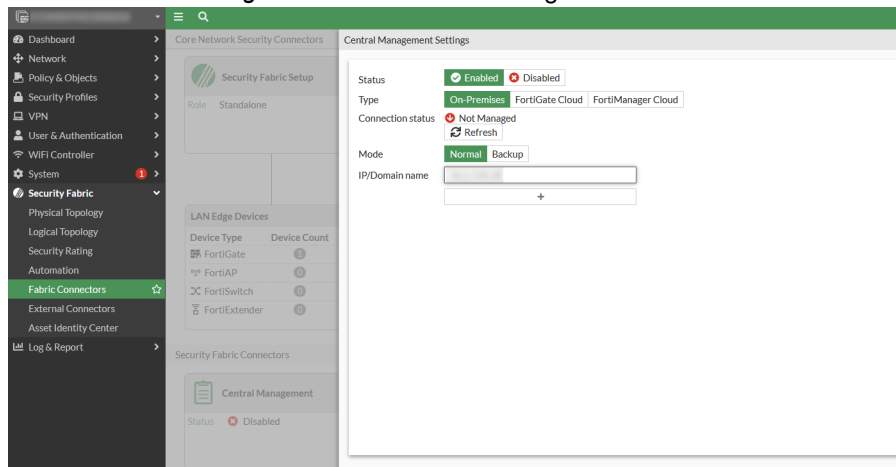 Dashboard
Network
Policy & Objects
Security Profiles
VPN
User & Authentication
WiFi Controller
System 1
Security Fabric
Physical Topology
Logical Topology
Security Rating
Automation
Fabric Connectors
External Connectors
Asset Identity Center
Log & Report
Core Network Security Connectors
Security Fabric Setup
Role Standalone
LAN Edge Devices
Device Type Device Count
FortiGate 1
FortiAP 0
FortiSwitch 0
FortiExtender 0
Security Fabric Connectors
Central Management
Status Disabled
Central Management Settings
Status Enabled Disabled
Type On-Premises FortiGate Cloud FortiManager Cloud
Connection status Not Managed
Refresh
Mode Normal Backup
IP/Domain name
+